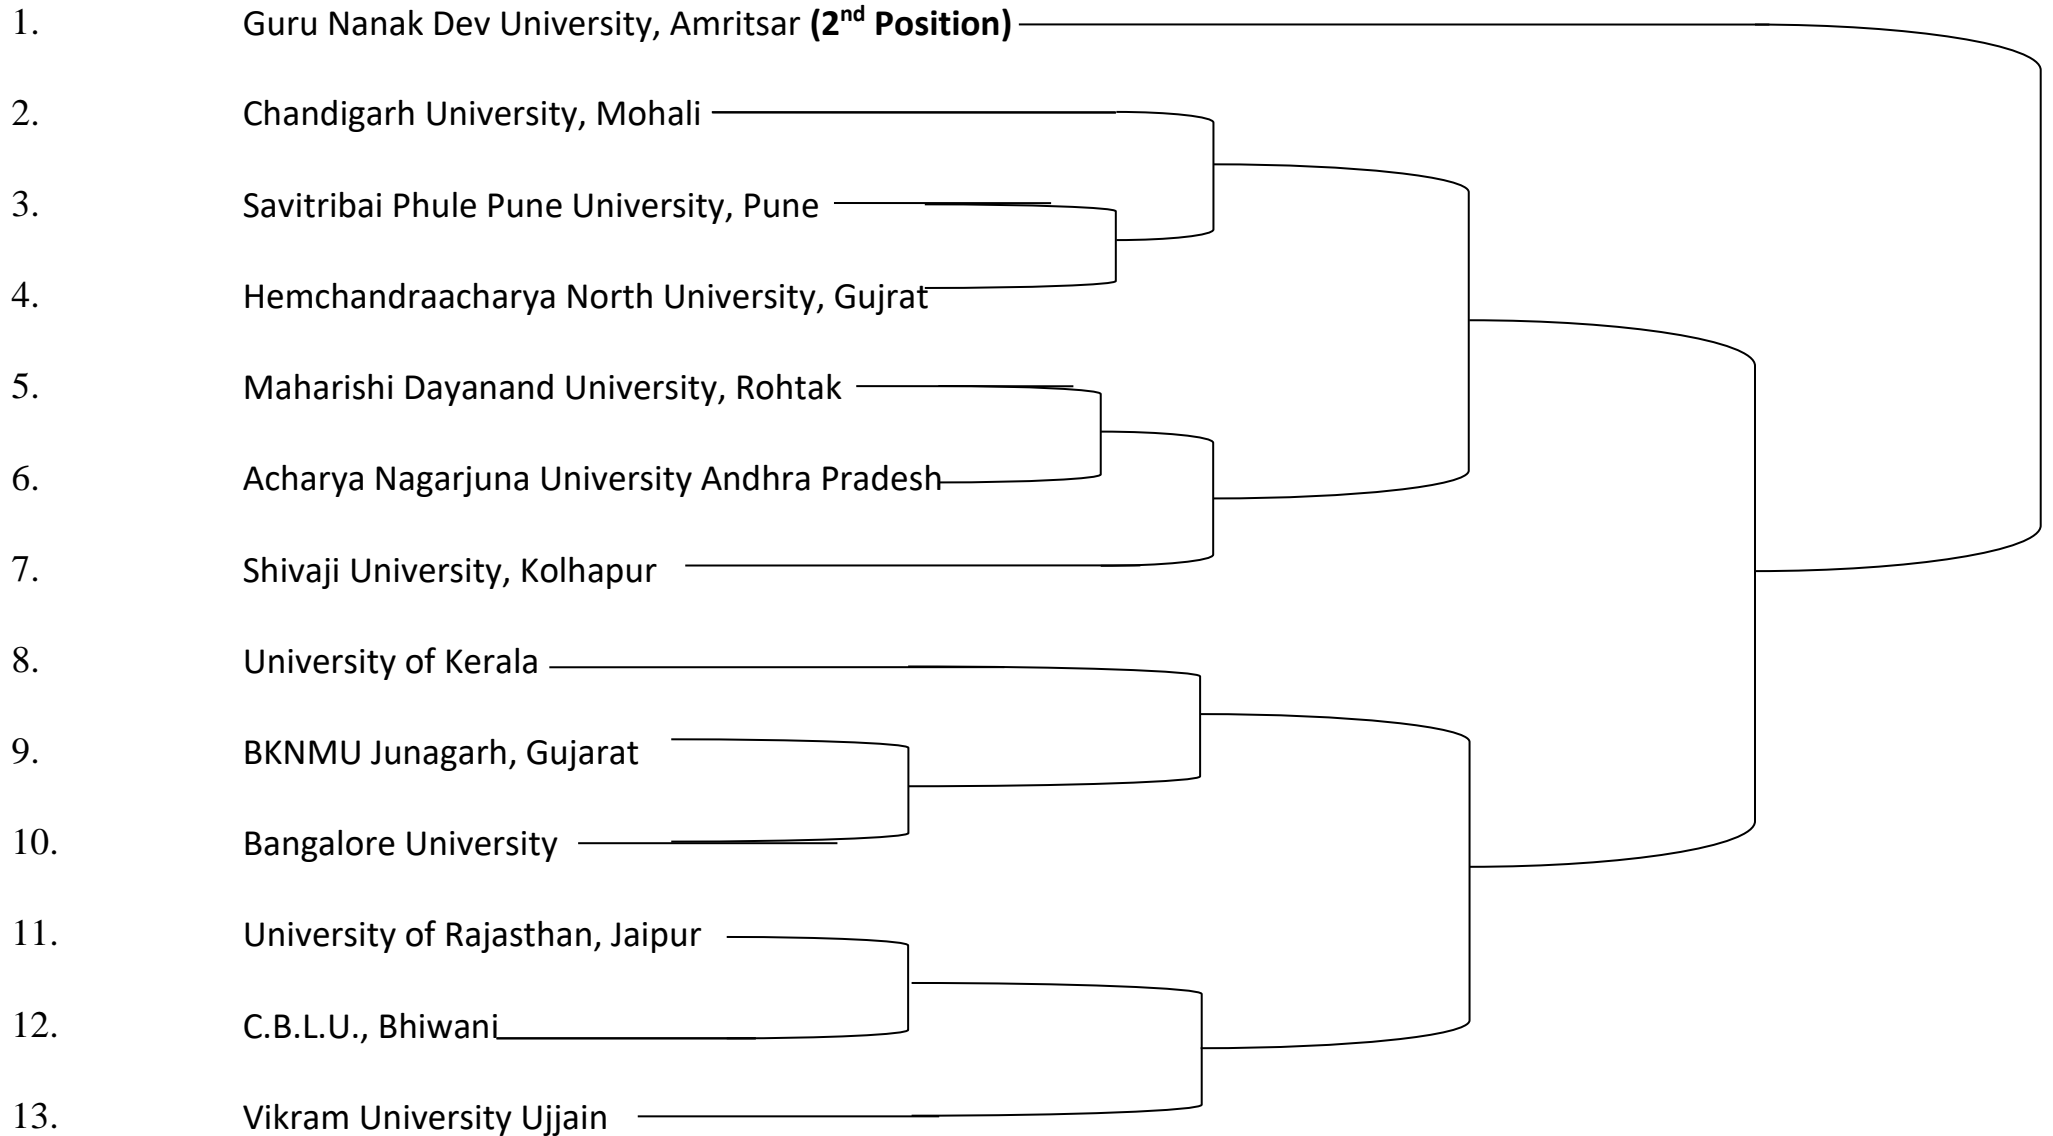 1. Guru Nanak Dev University, Amritsar (2nd Position)
2. Chandigarh University, Mohali
3. Savitribai Phule Pune University, Pune
4. Hemchandraacharya North University, Gujrat
5. Maharishi Dayanand University, Rohtak
6. Acharya Nagarjuna University Andhra Pradesh
7. Shivaji University, Kolhapur
8. University of Kerala
9. BKNMU Junagarh, Gujarat
10. Bangalore University
11. University of Rajasthan, Jaipur
12. C.B.L.U., Bhiwani
13. Vikram University Ujjain